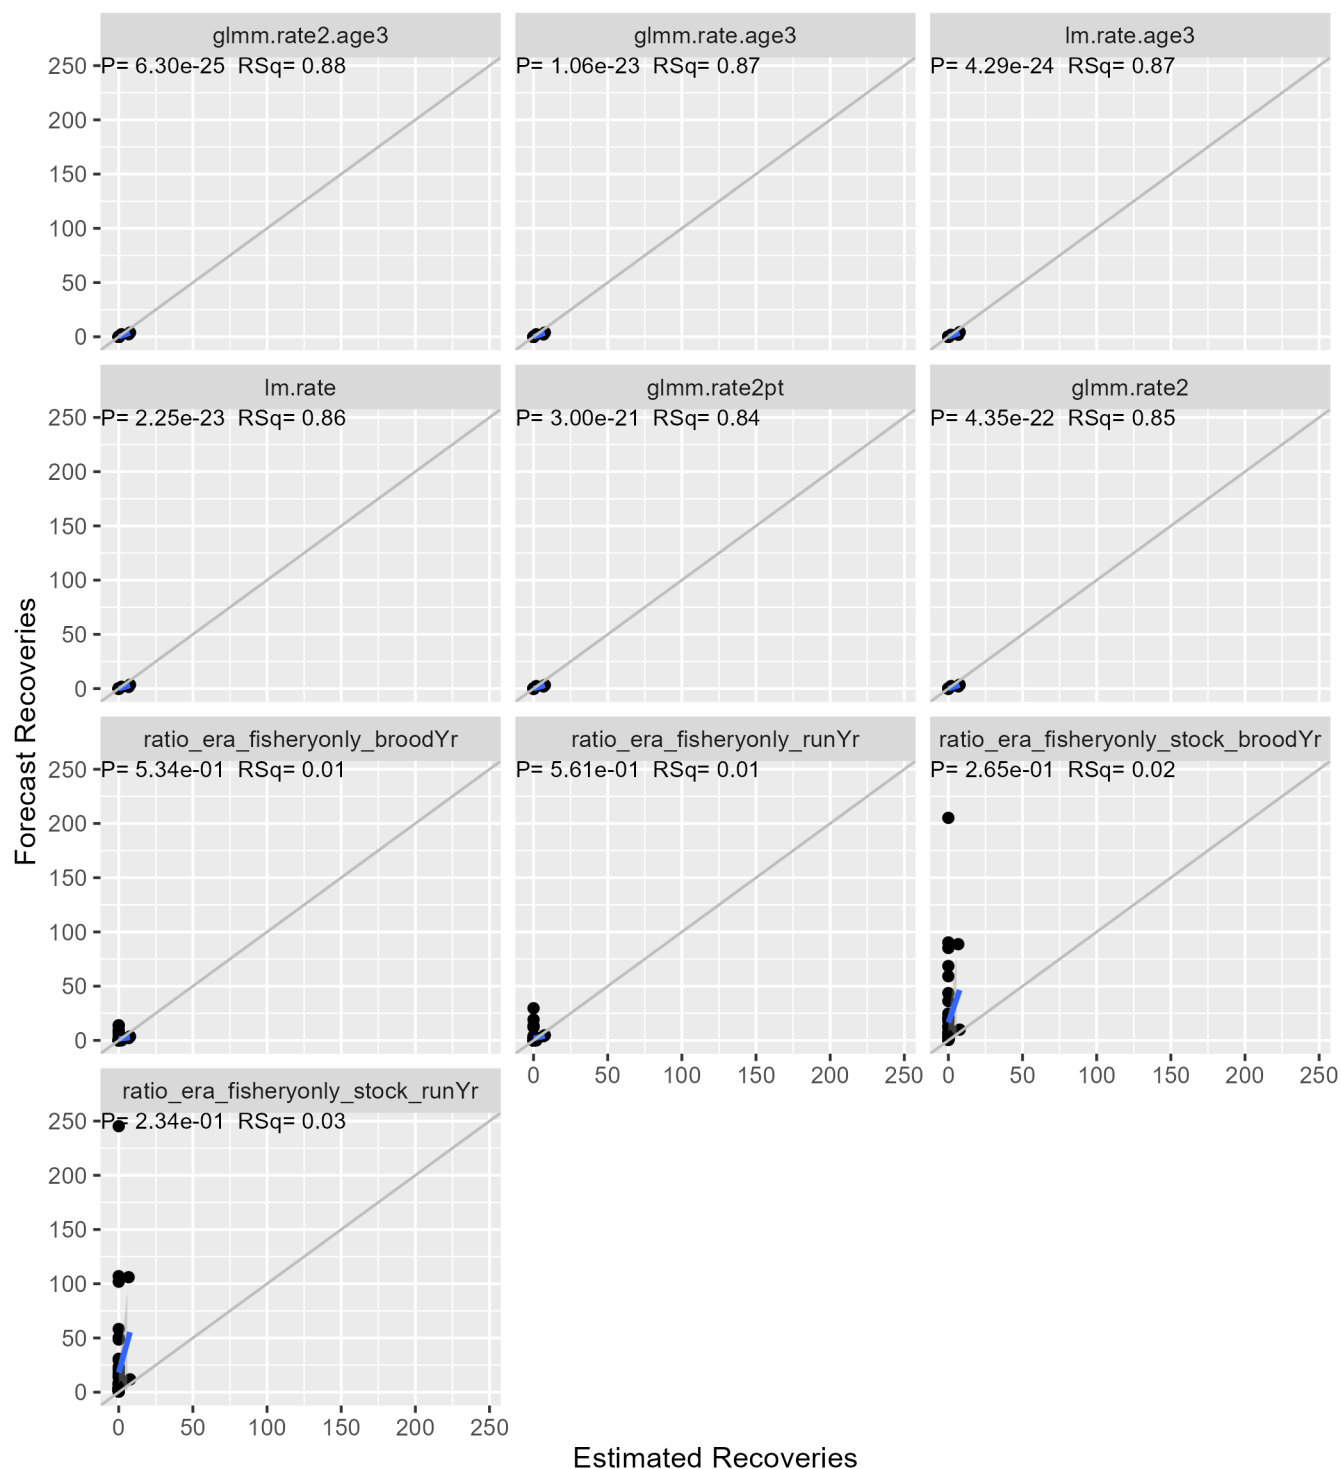 glmm.rate2.age3 glmm.rate.age3 lm.rate.age3
P= 6.30e-25 RSq= 0.88 P= 1.06e-23 RSq= 0.87 P= 4.29e-24 RSq= 0.87
250
200
150
100
50
0
lm.rate glmm.rate2pt glmm.rate2
P= 2.25e-23 RSq= 0.86 P= 3.00e-21 RSq= 0.84 P= 4.35e-22 RSq= 0.85
250
200
150
100
50
0
Forecast Recoveries
ratio_era_fisheryonly_broodYr ratio_era_fisheryonly_runYr ratio_era_fisheryonly_stock_broodYr
P= 5.34e-01 RSq= 0.01 P= 5.61e-01 RSq= 0.01 P= 2.65e-01 RSq= 0.02
250
200
150
100
50
0
0 50 100 150 200 250 0 50 100 150 200 250
ratio_era_fisheryonly_stock_runYr
P= 2.34e-01 RSq= 0.03
250
200
150
100
50
0
0 50 100 150 200 250
Estimated Recoveries